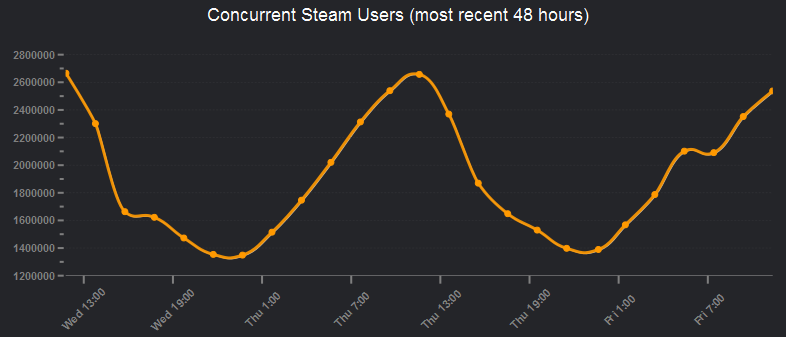 Concurrent Steam Users (most recent 48 hours)
2800000
2600000
2400000
2200000
2000000
1800000
1600000
1400000
1200000
Wed 13:00
Wed 19:00
Thu 1:00
Thu 7:00
Thu 13:00
Thu 19:00
Fri 1:00
Fri 7:00